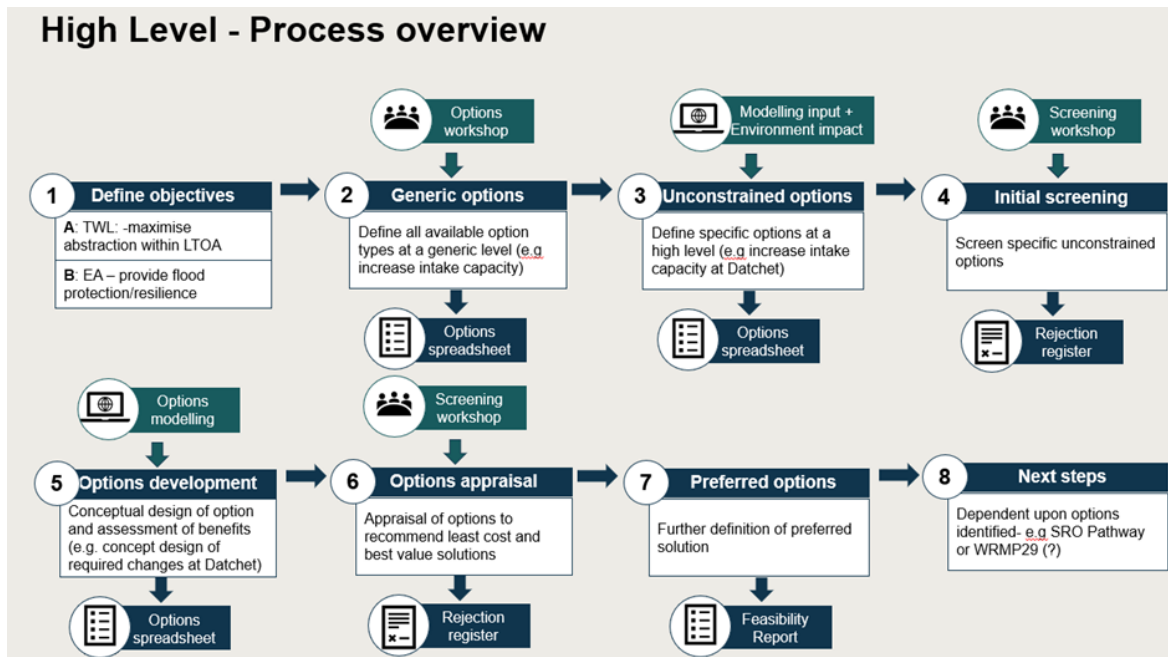 High Level - Process overview
Options
workshop
Modelling input +
Environment impact
Screening
workshop
1
Define objectives
A: TWL: -maximise
abstraction within LTOA
B: EA – provide flood
protection/resilience
2
Generic options
Define all available option
types at a generic level (e.g
increase intake capacity)
Options
spreadsheet
3
Unconstrained options
Define specific options at a
high level (e.g increase intake
capacity at Datchet)
Options
spreadsheet
4
Initial screening
Screen specific unconstrained
options
Rejection
register
Options
modelling
Screening
workshop
5
Options development
Conceptual design of option
and assessment of benefits
(e.g. concept design of
required changes at Datchet)
Options
spreadsheet
6
Options appraisal
Appraisal of options to
recommend least cost and
best value solutions
Rejection
register
7
Preferred options
Further definition of preferred
solution
Feasibility
Report
8
Next steps
Dependent upon options
identified- e.g SRO Pathway
or WRMP29 (?)